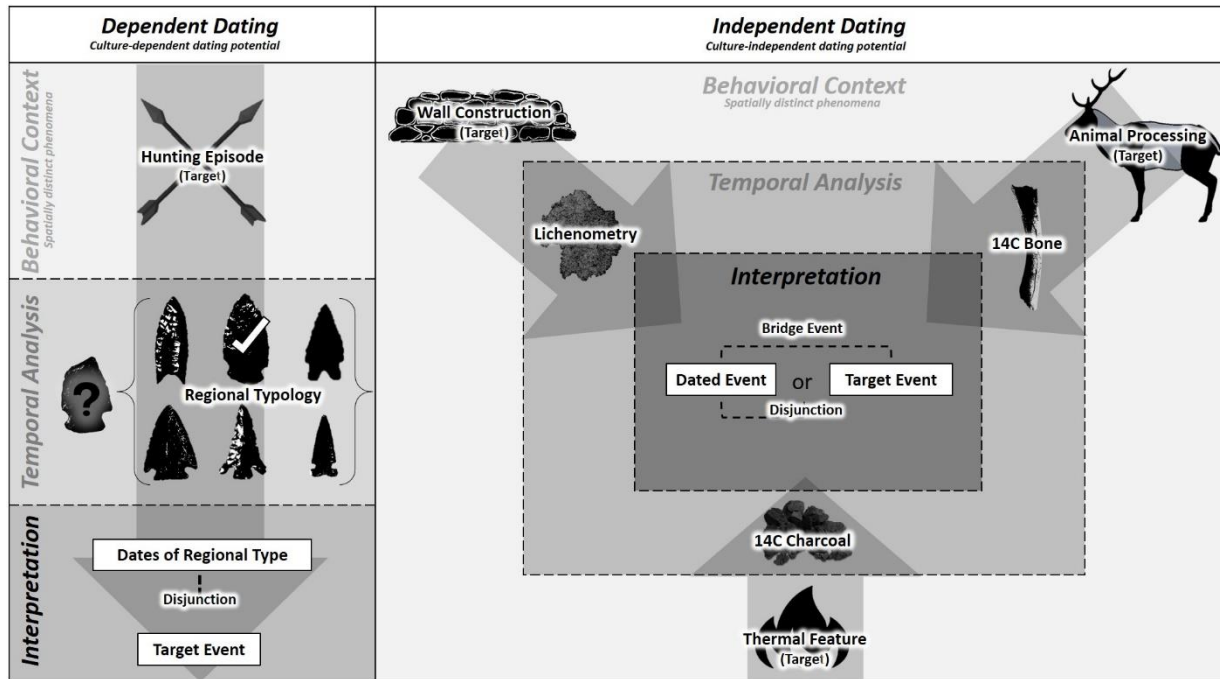 Dependent Dating
Culture-dependent dating potential
Behavioral Context
Spatially distinct phenomena
Hunting Episode
(Target)
Temporal Analysis
?
Regional Typology
Interpretation
Dates of Regional Type
Disjunction
Target Event
Independent Dating
Culture-independent dating potential
Behavioral Context
Spatially distinct phenomena
Wall Construction
(Target)
Animal Processing
(Target)
Temporal Analysis
Lichenometry
14C Bone
Interpretation
Bridge Event
Dated Event or Target Event
Disjunction
14C Charcoal
Thermal Feature
(Target)